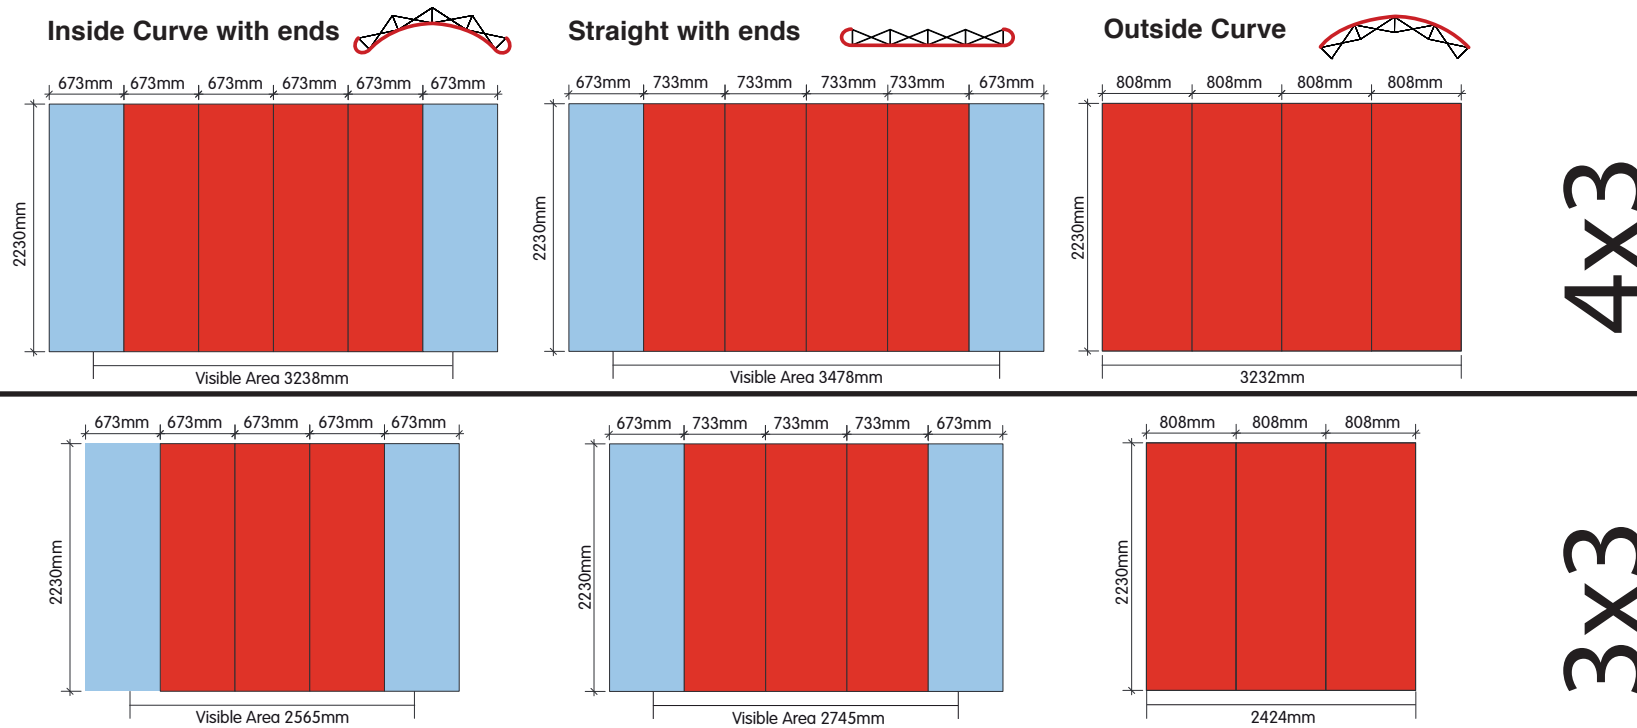 Inside Curve with ends
Straight with ends
Outside Curve
673mm 673mm 673mm 673mm 673mm 673mm
673mm 733mm 733mm 733mm 733mm 673mm
808mm 808mm 808mm 808mm
2230mm
2230mm
2230mm
4x3
Visible Area 3238mm
Visible Area 3478mm
3232mm
673mm 673mm 673mm 673mm 673mm
673mm 733mm 733mm 733mm 673mm
808mm 808mm 808mm
2230mm
2230mm
2230mm
3x3
Visible Area 2565mm
Visible Area 2745mm
2424mm